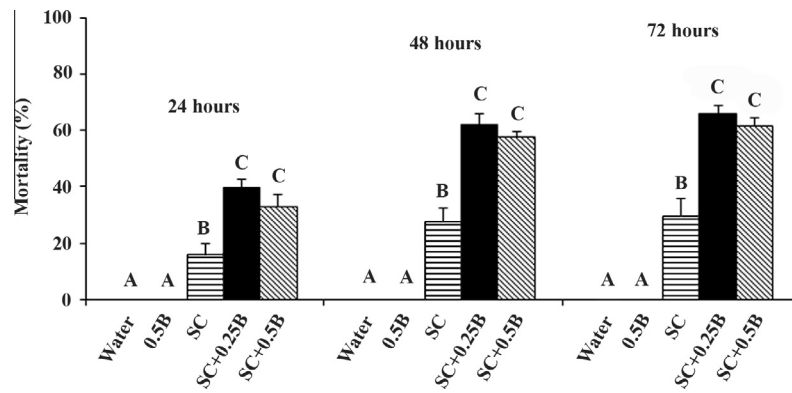 100
80
60
40
20
0
Mortality (%)
24 hours
48 hours
72 hours
A A B C C
A A B C C
A A B C C
Water 0.5B SC SC+0.25B SC+0.5B
Water 0.5B SC SC+0.25B SC+0.5B
Water 0.5B SC SC+0.25B SC+0.5B